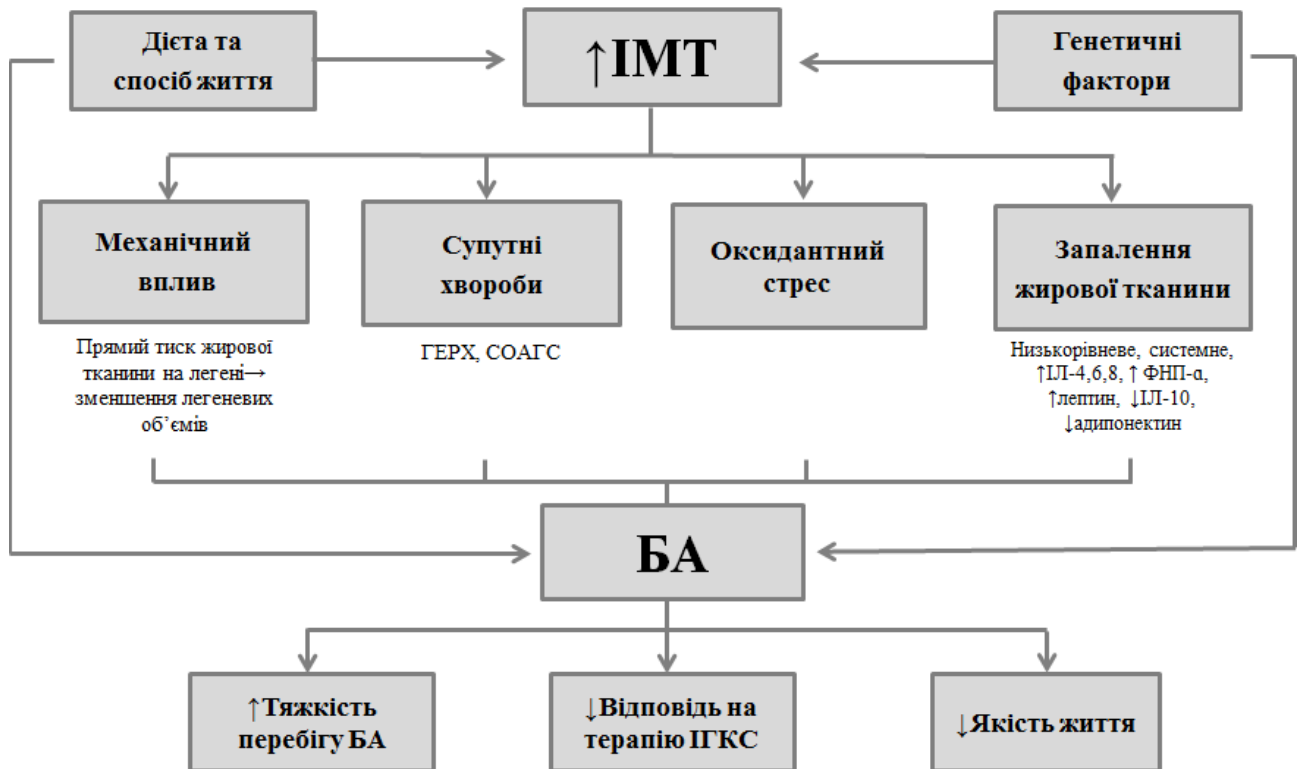 Дієта та
спосіб життя
↑ІМТ
Генетичні
фактори
Механічний
вплив
Супутні
хвороби
Оксидантний
стрес
Запалення
жирової тканини
Прямий тиск жирової
тканини на легені→
зменшення легеневих
об’ємів
ГЕРХ, СОАГС
Низькорівневе, системне,
↑ІЛ-4,6,8, ↑ ФНП-α,
↑лептин, ↓ІЛ-10,
↓адипонектин
БА
↑Тяжкість
перебігу БА
↓Відповідь на
терапію ІГКС
↓Якість життя